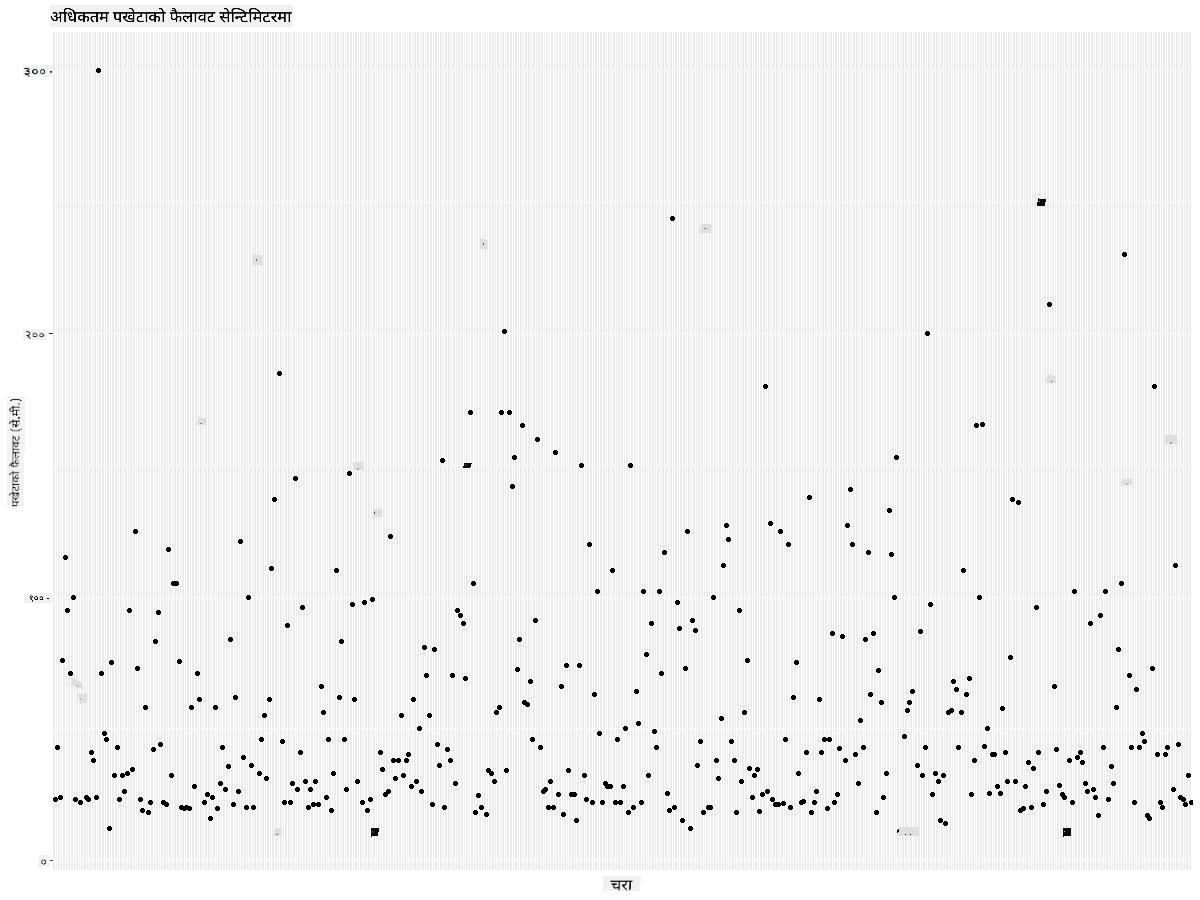 अधिकतम पखेटाको फैलावट सेन्टिमिटरमा
३००
२००
१००
०
पखेटाको फैलावट (से.मी.)
चरा